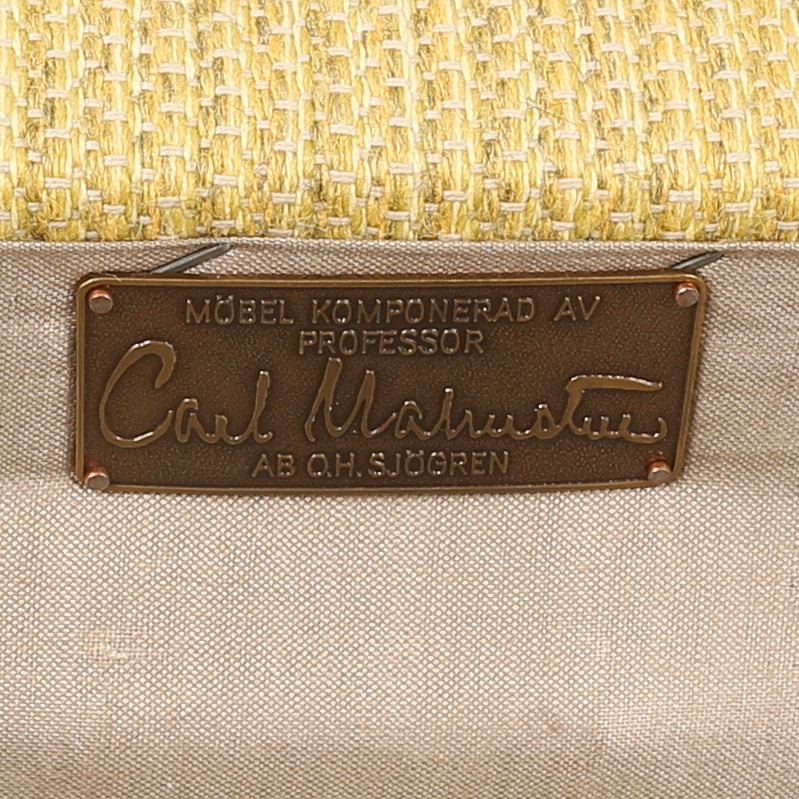 MÖBEL KOMPONERAD AV
PROFESSOR
Carl Malmsten
AB O.H. SJÖGREN